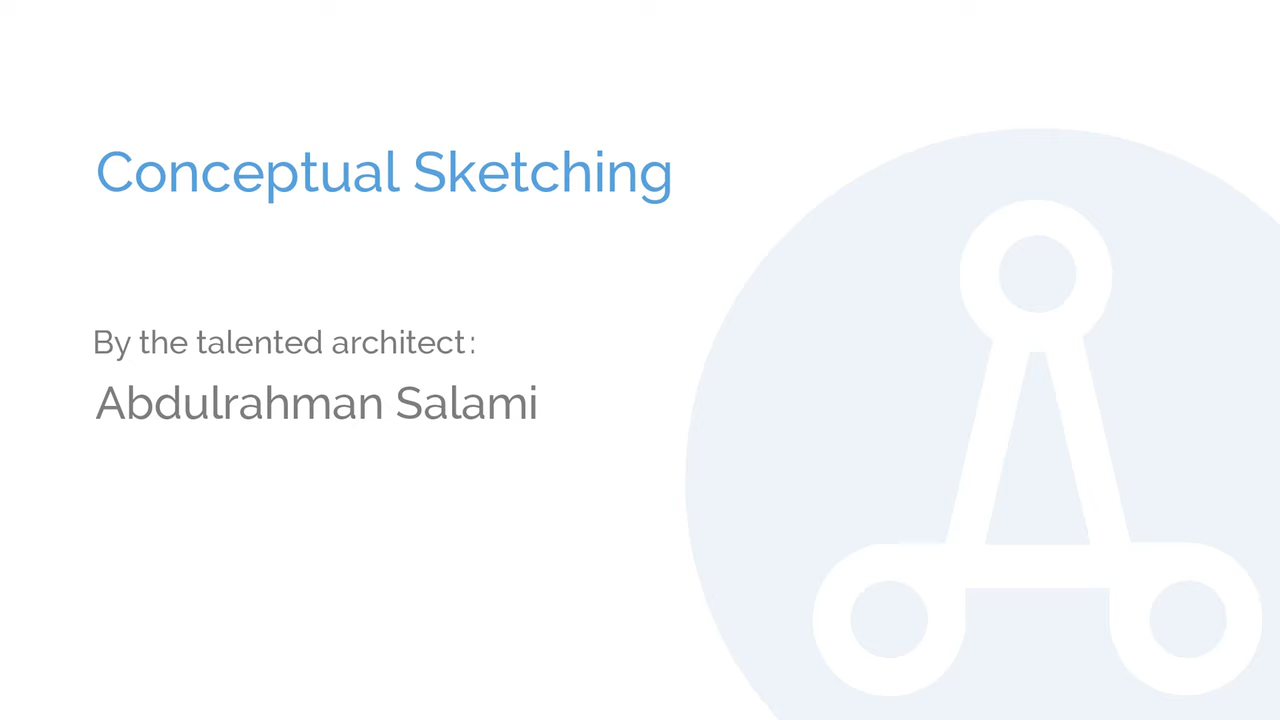 Conceptual Sketching
By the talented architect:
Abdulrahman Salami